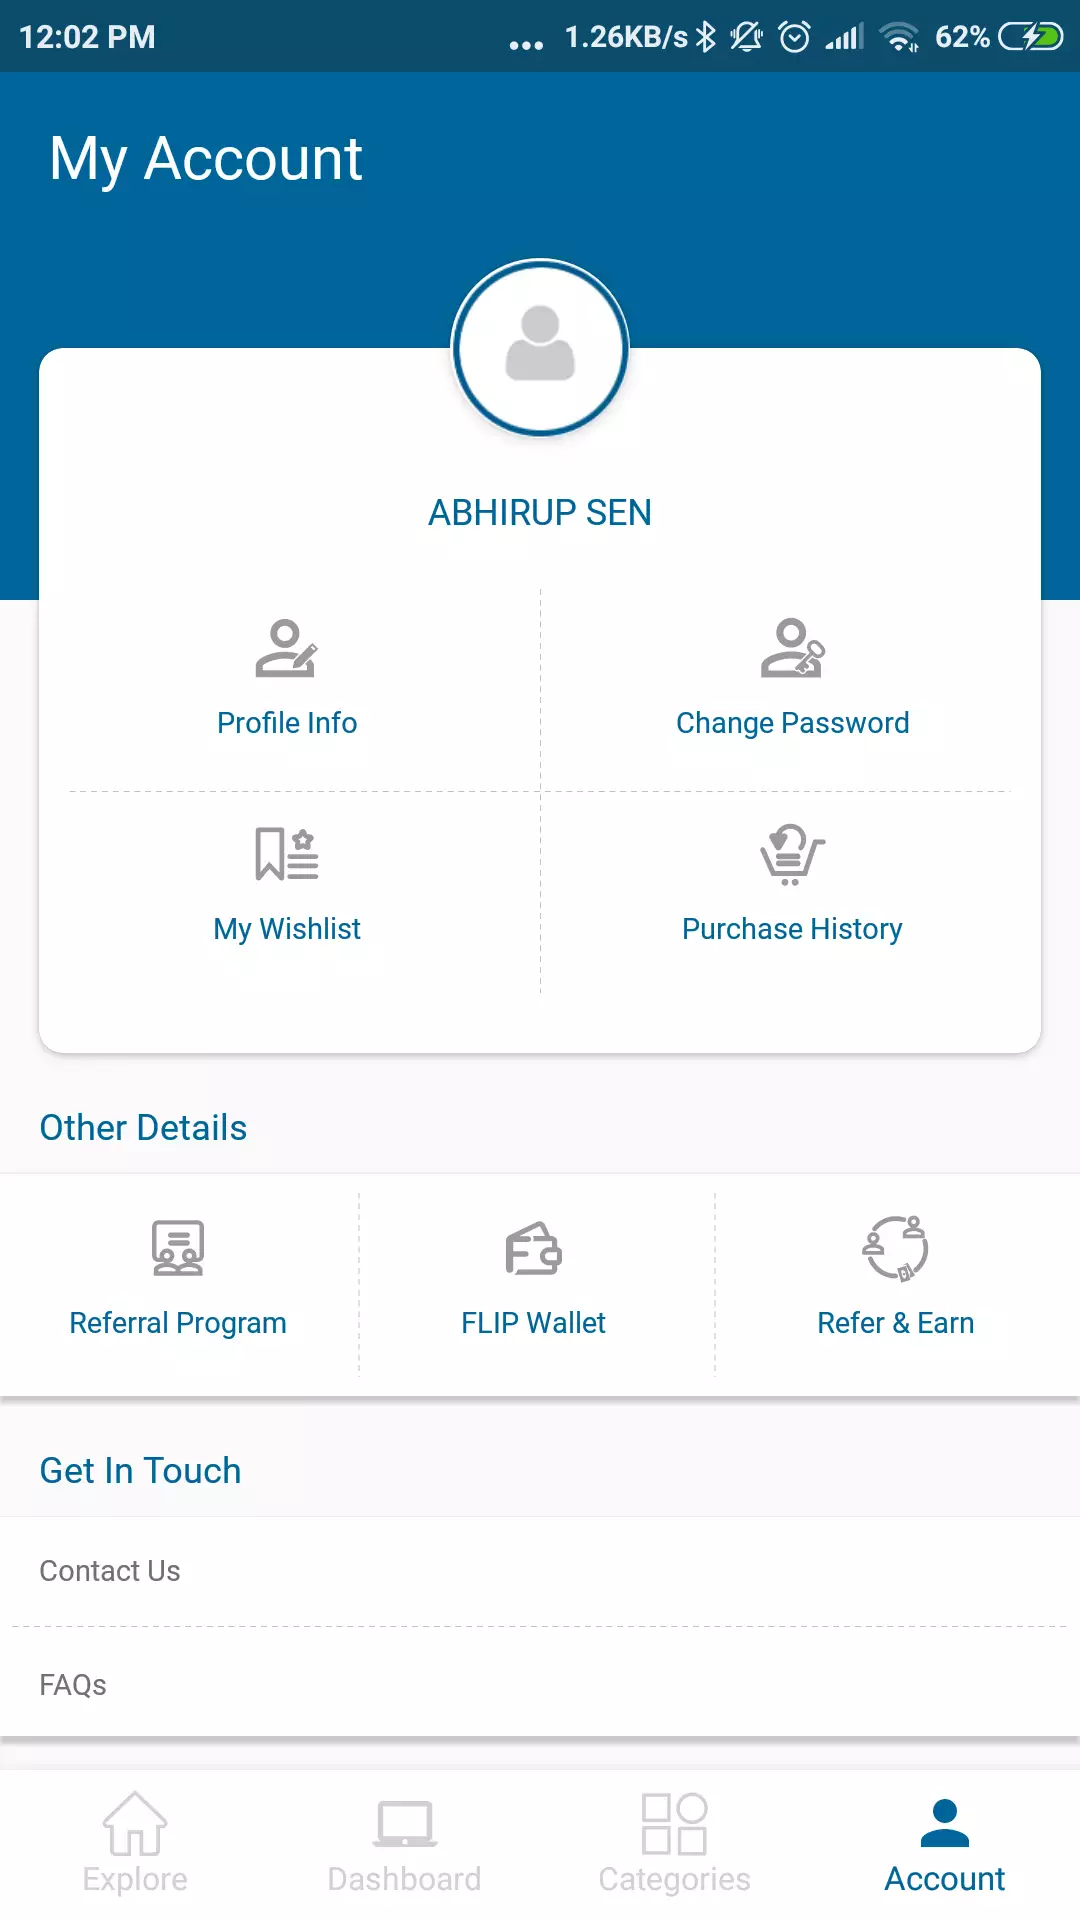 12:02 PM ... 1.26KB/s 62%
My Account
ABHIRUP SEN
Profile Info Change Password
My Wishlist Purchase History
Other Details
Referral Program FLIP Wallet Refer & Earn
Get In Touch
Contact Us
FAQs
Explore Dashboard Categories Account